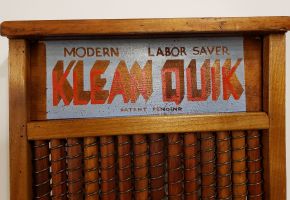 MODERN LABOR SAVER
KLEAN QUIK
PATENT PENDING